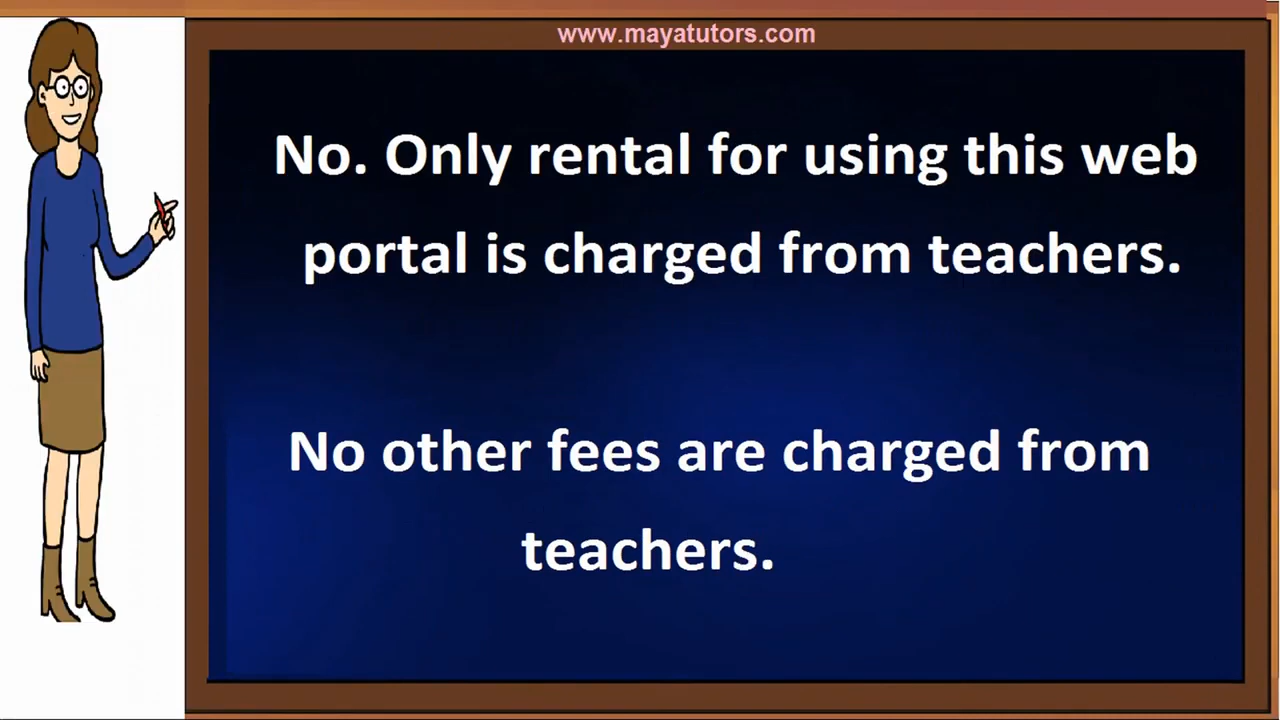 www.mayatutors.com
No. Only rental for using this web
portal is charged from teachers.
No other fees are charged from
teachers.